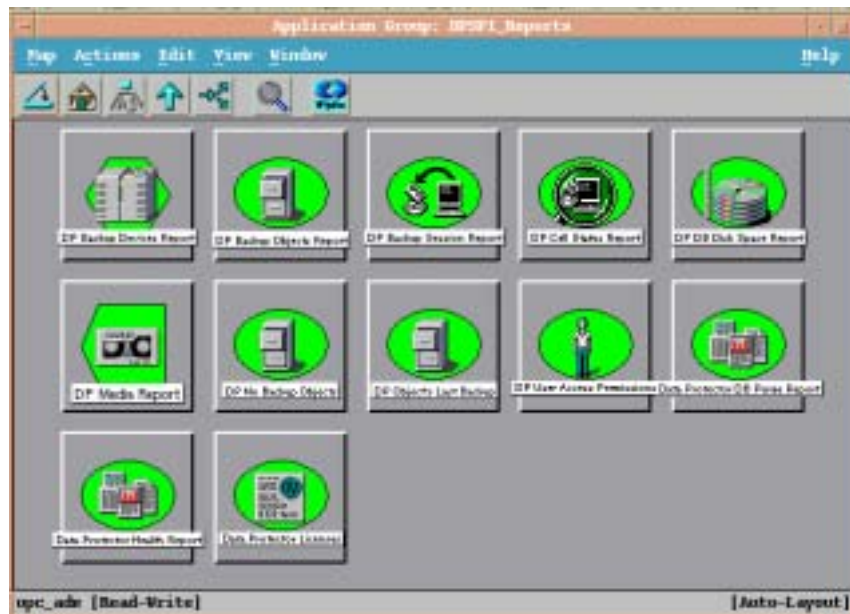 Application Group: DPSPI_Reports
Map Actions Edit View Window Help
DP Backup Devices Report
DP Backup Objects Report
DP Backup Session Report
DP Cell Status Report
DP DB Disk Space Report
DP Media Report
DP No Backup Objects
DP Objects Last Backup
DP User Access Permissions
Data Protector DB Purge Report
Data Protector Health Report
Data Protector Licenses
opc_adm [Read-Write]
[Auto-Layout]